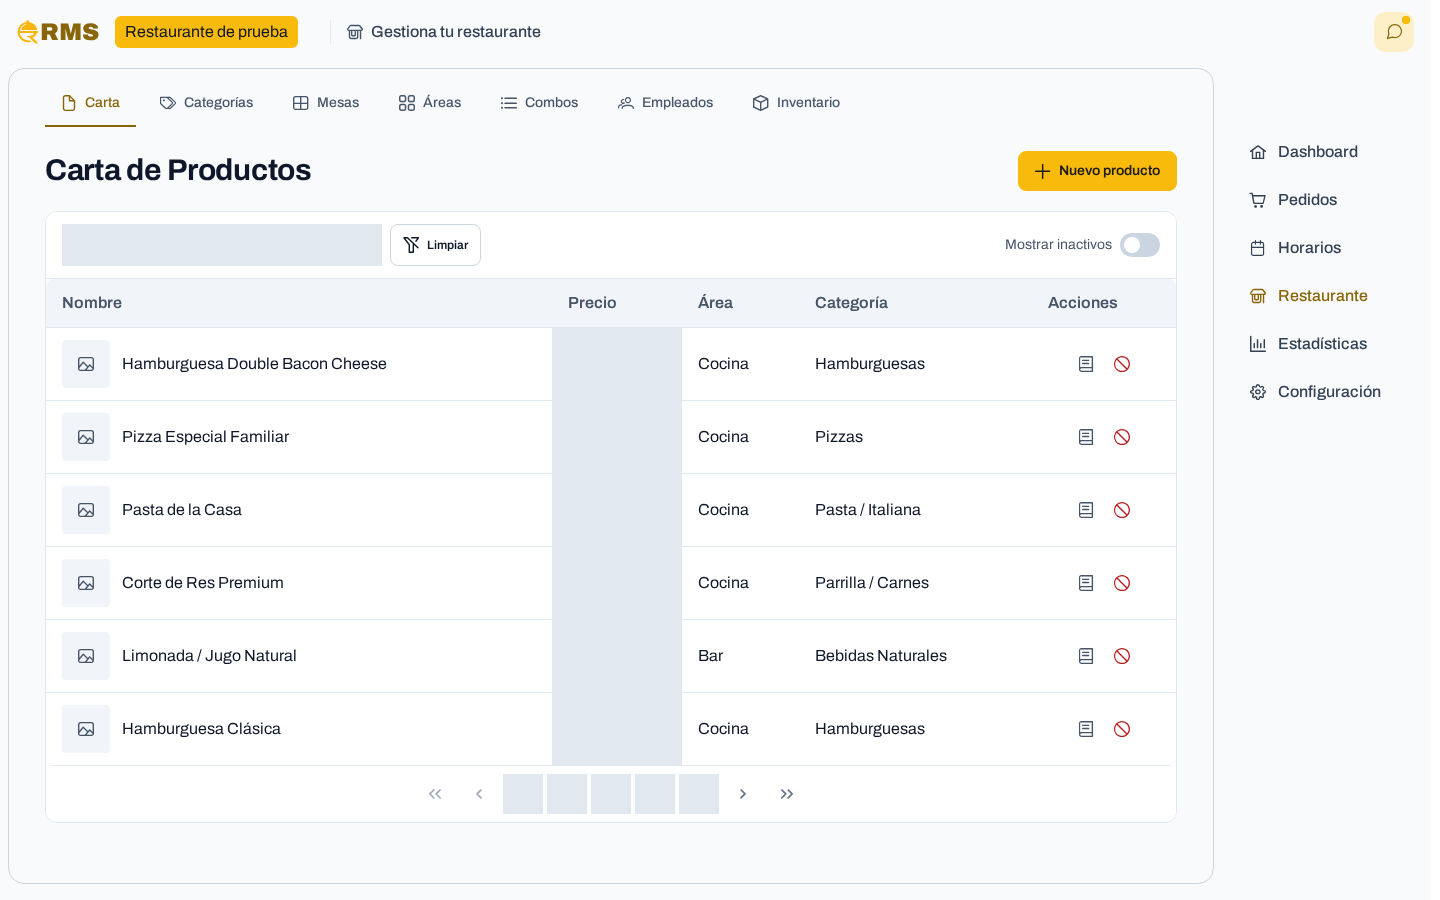 RMS Restaurante de prueba Gestiona tu restaurante
Carta Categorías Mesas Áreas Combos Empleados Inventario
Carta de Productos
Nuevo producto
Limpiar
Mostrar inactivos
Nombre Precio Área Categoría Acciones
Hamburguesa Double Bacon Cheese Cocina Hamburguesas
Pizza Especial Familiar Cocina Pizzas
Pasta de la Casa Cocina Pasta / Italiana
Corte de Res Premium Cocina Parrilla / Carnes
Limonada / Jugo Natural Bar Bebidas Naturales
Hamburguesa Clásica Cocina Hamburguesas
Dashboard
Pedidos
Horarios
Restaurante
Estadísticas
Configuración